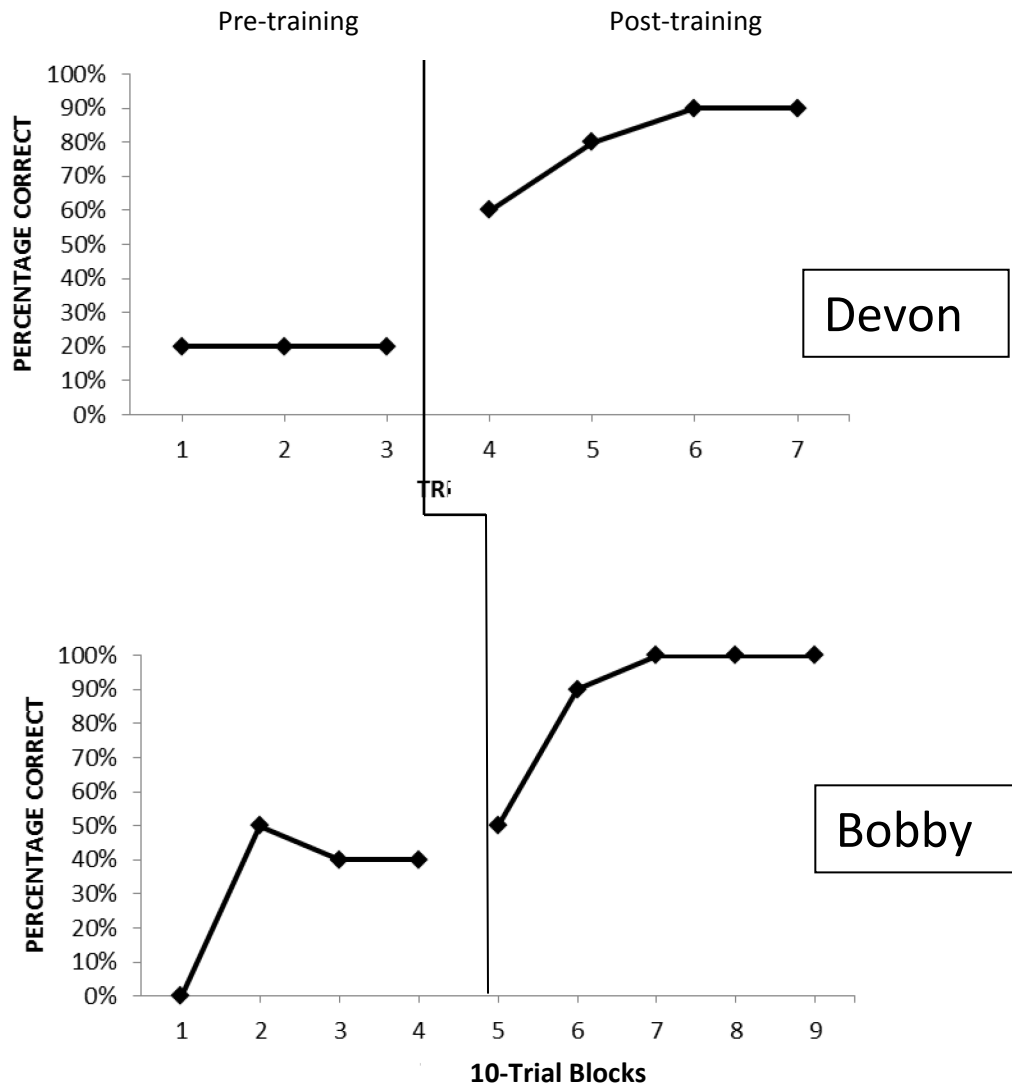 Pre-training Post-training
PERCENTAGE CORRECT
100%
90%
80%
70%
60%
50%
40%
30%
20%
10%
0%
Devon
1 2 3 4 5 6 7
PERCENTAGE CORRECT
100%
90%
80%
70%
60%
50%
40%
30%
20%
10%
0%
Bobby
1 2 3 4 5 6 7 8 9
10-Trial Blocks